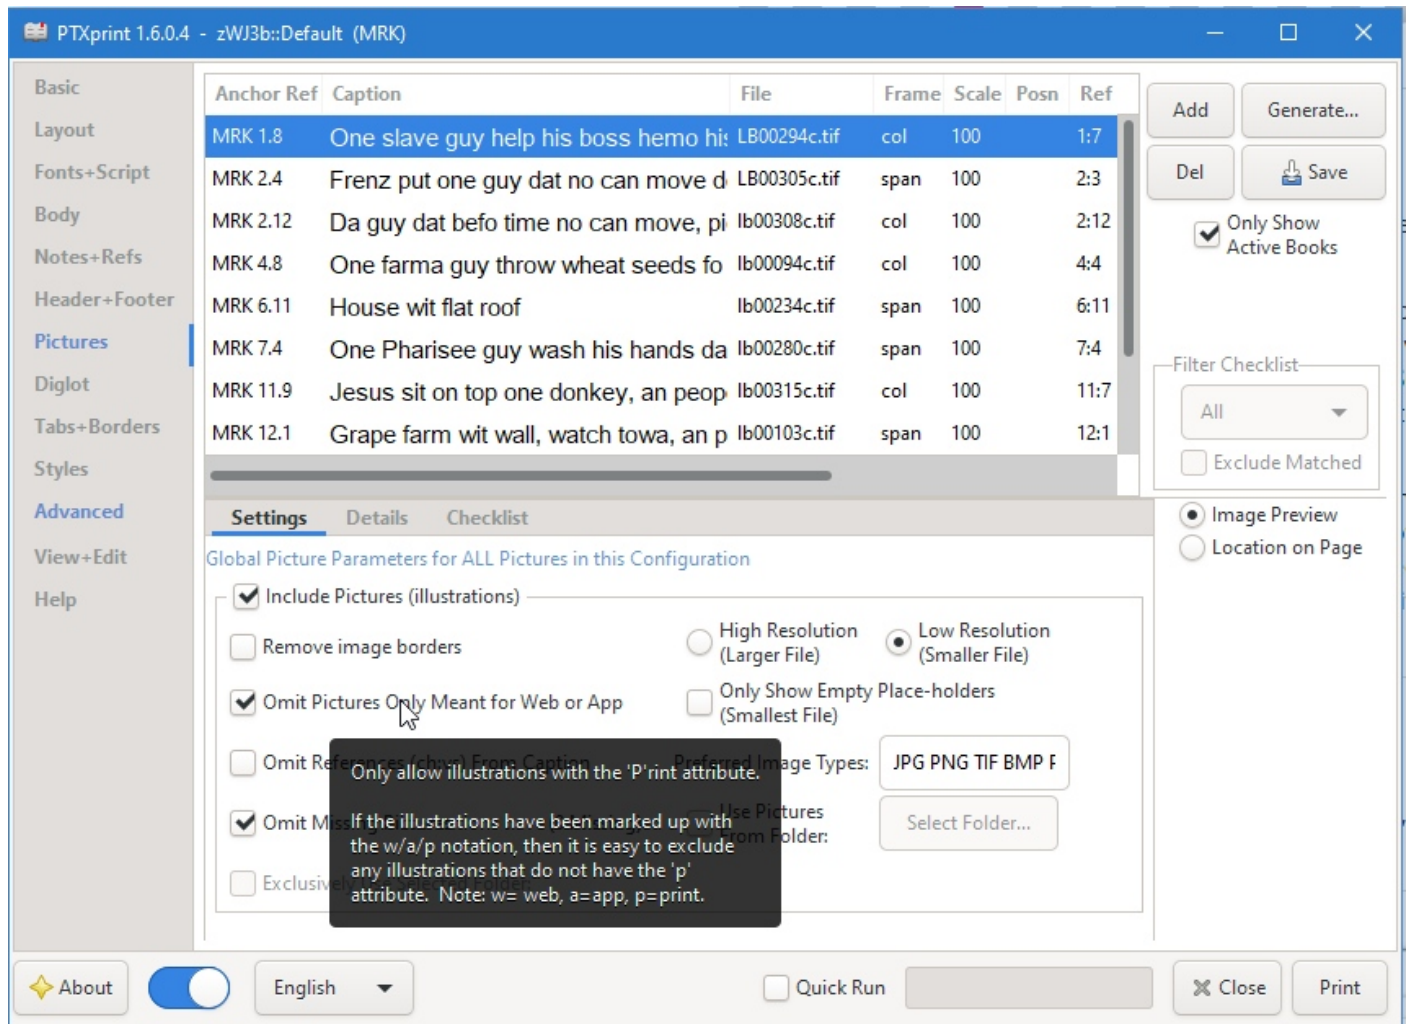 PTXprint 1.6.0.4 - zWJ3b::Default (MRK)
Basic
Layout
Fonts+Script
Body
Notes+Refs
Header+Footer
Pictures
Diglot
Tabs+Borders
Styles
Advanced
View+Edit
Help
Anchor Ref Caption File Frame Scale Posn Ref
MRK 1.8 One slave guy help his boss hemo his LB00294c.tif col 100 1:7
MRK 2.4 Frenz put one guy dat no can move d LB00305c.tif span 100 2:3
MRK 2.12 Da guy dat befo time no can move, pi lb00308c.tif col 100 2:12
MRK 4.8 One farma guy throw wheat seeds fo lb00094c.tif col 100 4:4
MRK 6.11 House wit flat roof lb00234c.tif span 100 6:11
MRK 7.4 One Pharisee guy wash his hands da lb00280c.tif span 100 7:4
MRK 11.9 Jesus sit on top one donkey, an peop lb00315c.tif col 100 11:7
MRK 12.1 Grape farm wit wall, watch towa, an p lb00103c.tif span 100 12:1
Add Generate...
Del Save
Only Show
Active Books
Filter Checklist
All
Exclude Matched
Image Preview
Location on Page
Settings Details Checklist
Global Picture Parameters for ALL Pictures in this Configuration
Include Pictures (illustrations)
Remove image borders
High Resolution
(Larger File)
Low Resolution
(Smaller File)
Omit Pictures Only Meant for Web or App
Only Show Empty Place-holders
(Smallest File)
Omit References (ch:vs) From Caption
Preferred Image Types: JPG PNG TIF BMP
Omit
Use Pictures
From Folder:
Select Folder...
Exclusively
Only allow illustrations with the 'P'rint attribute.
If the illustrations have been marked up with
the w/a/p notation, then it is easy to exclude
any illustrations that do not have the 'p'
attribute. Note: w= web, a=app, p=print.
About
English
Quick Run
Close
Print